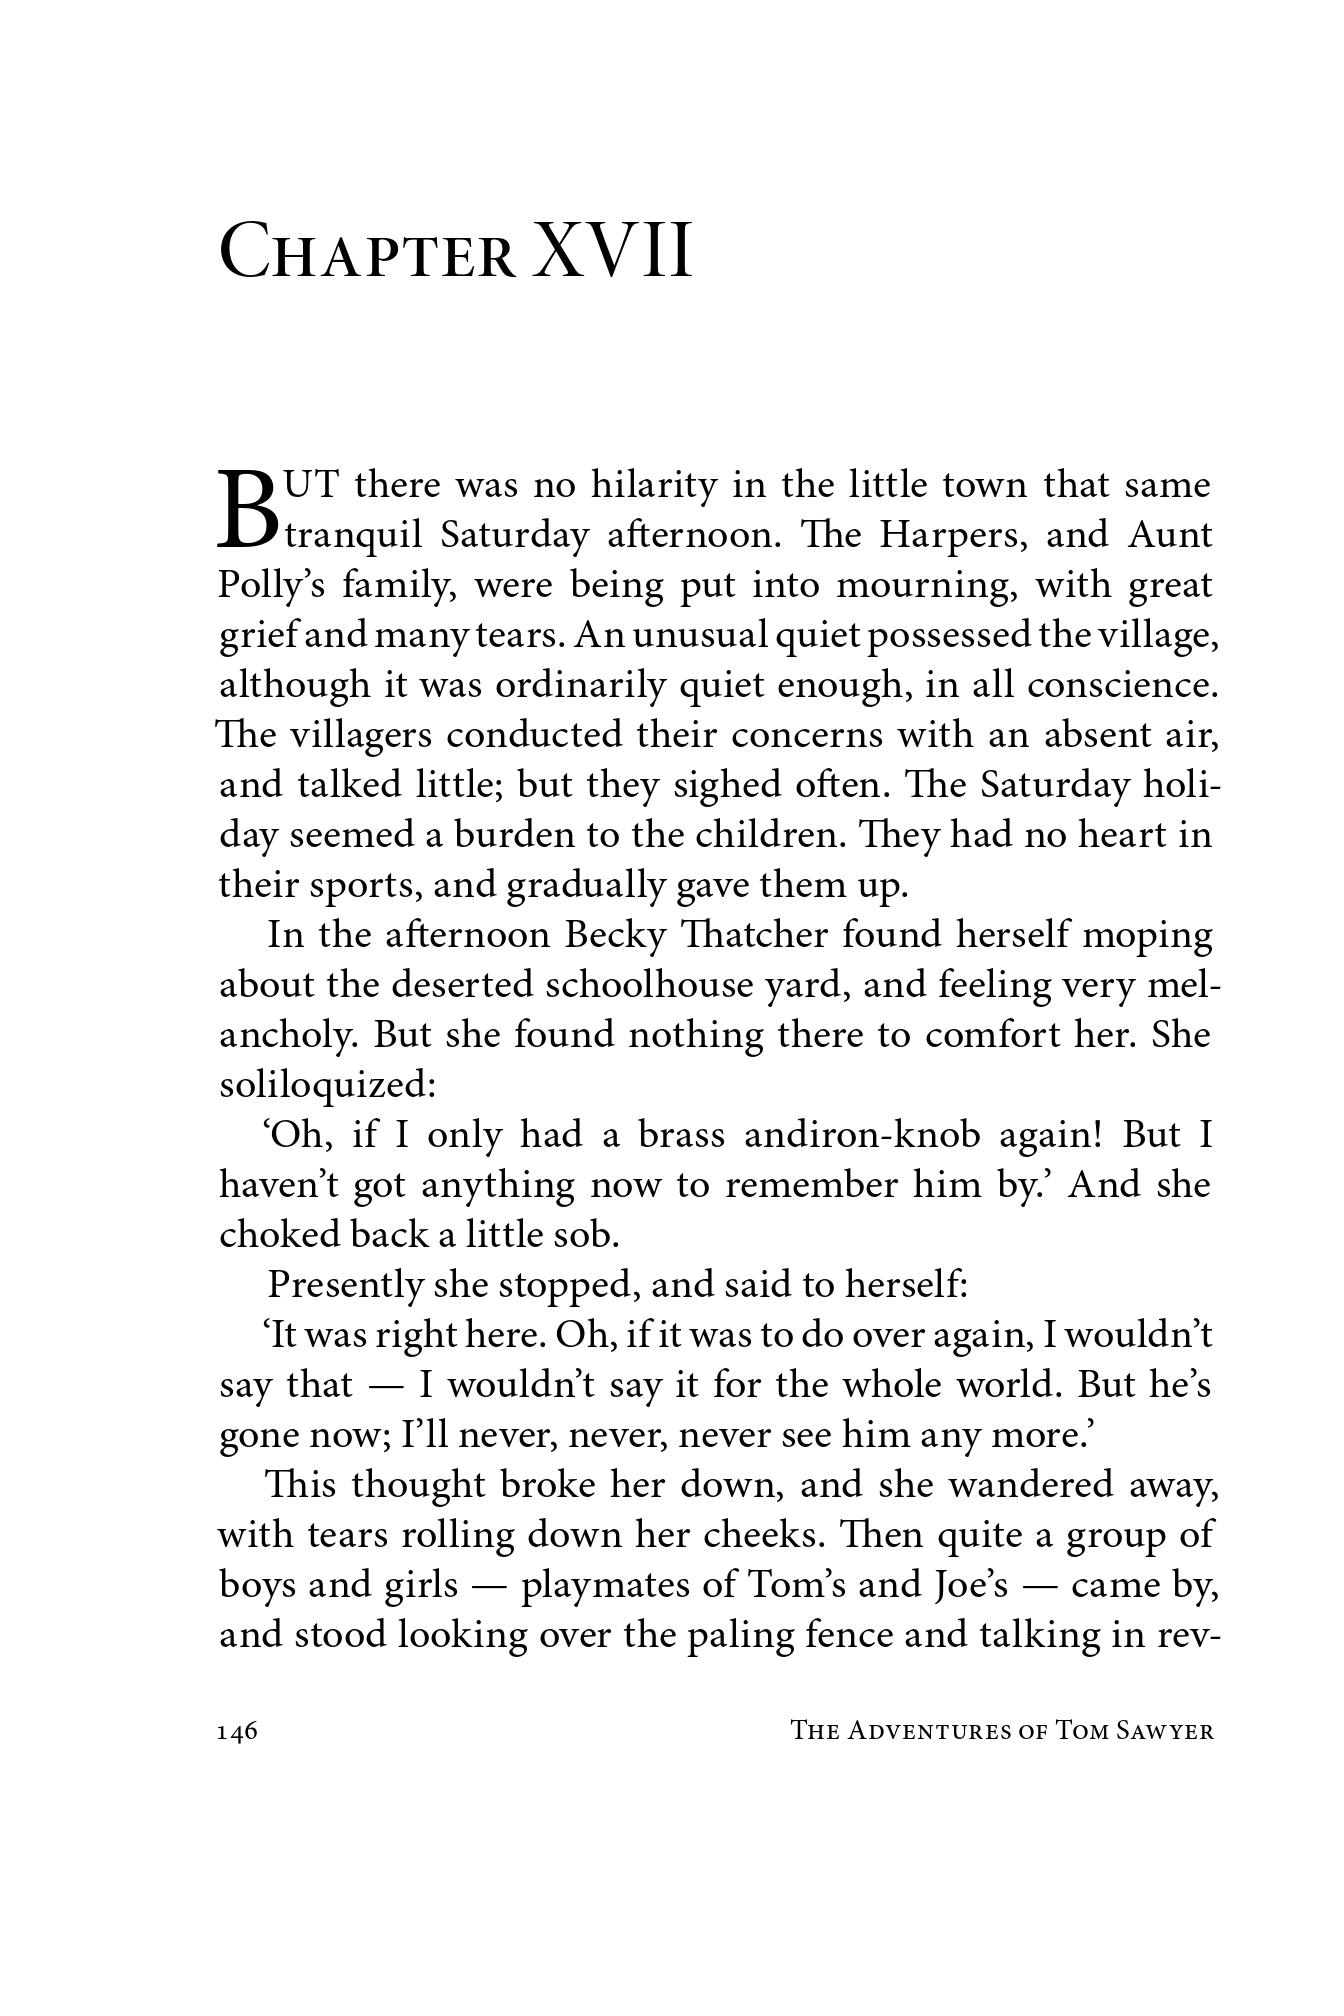 Chapter XVII
BUT there was no hilarity in the little town that same
tranquil Saturday afternoon. The Harpers, and Aunt
Polly’s family, were being put into mourning, with great
grief and many tears. An unusual quiet possessed the village,
although it was ordinarily quiet enough, in all conscience.
The villagers conducted their concerns with an absent air,
and talked little; but they sighed often. The Saturday holi-
day seemed a burden to the children. They had no heart in
their sports, and gradually gave them up.
In the afternoon Becky Thatcher found herself moping
about the deserted schoolhouse yard, and feeling very mel-
ancholy. But she found nothing there to comfort her. She
soliloquized:
‘Oh, if I only had a brass andiron-knob again! But I
haven’t got anything now to remember him by.’ And she
choked back a little sob.
Presently she stopped, and said to herself:
‘It was right here. Oh, if it was to do over again, I wouldn’t
say that — I wouldn’t say it for the whole world. But he’s
gone now; I’ll never, never, never see him any more.’
This thought broke her down, and she wandered away,
with tears rolling down her cheeks. Then quite a group of
boys and girls — playmates of Tom’s and Joe’s — came by,
and stood looking over the paling fence and talking in rev-
146 The Adventures of Tom Sawyer